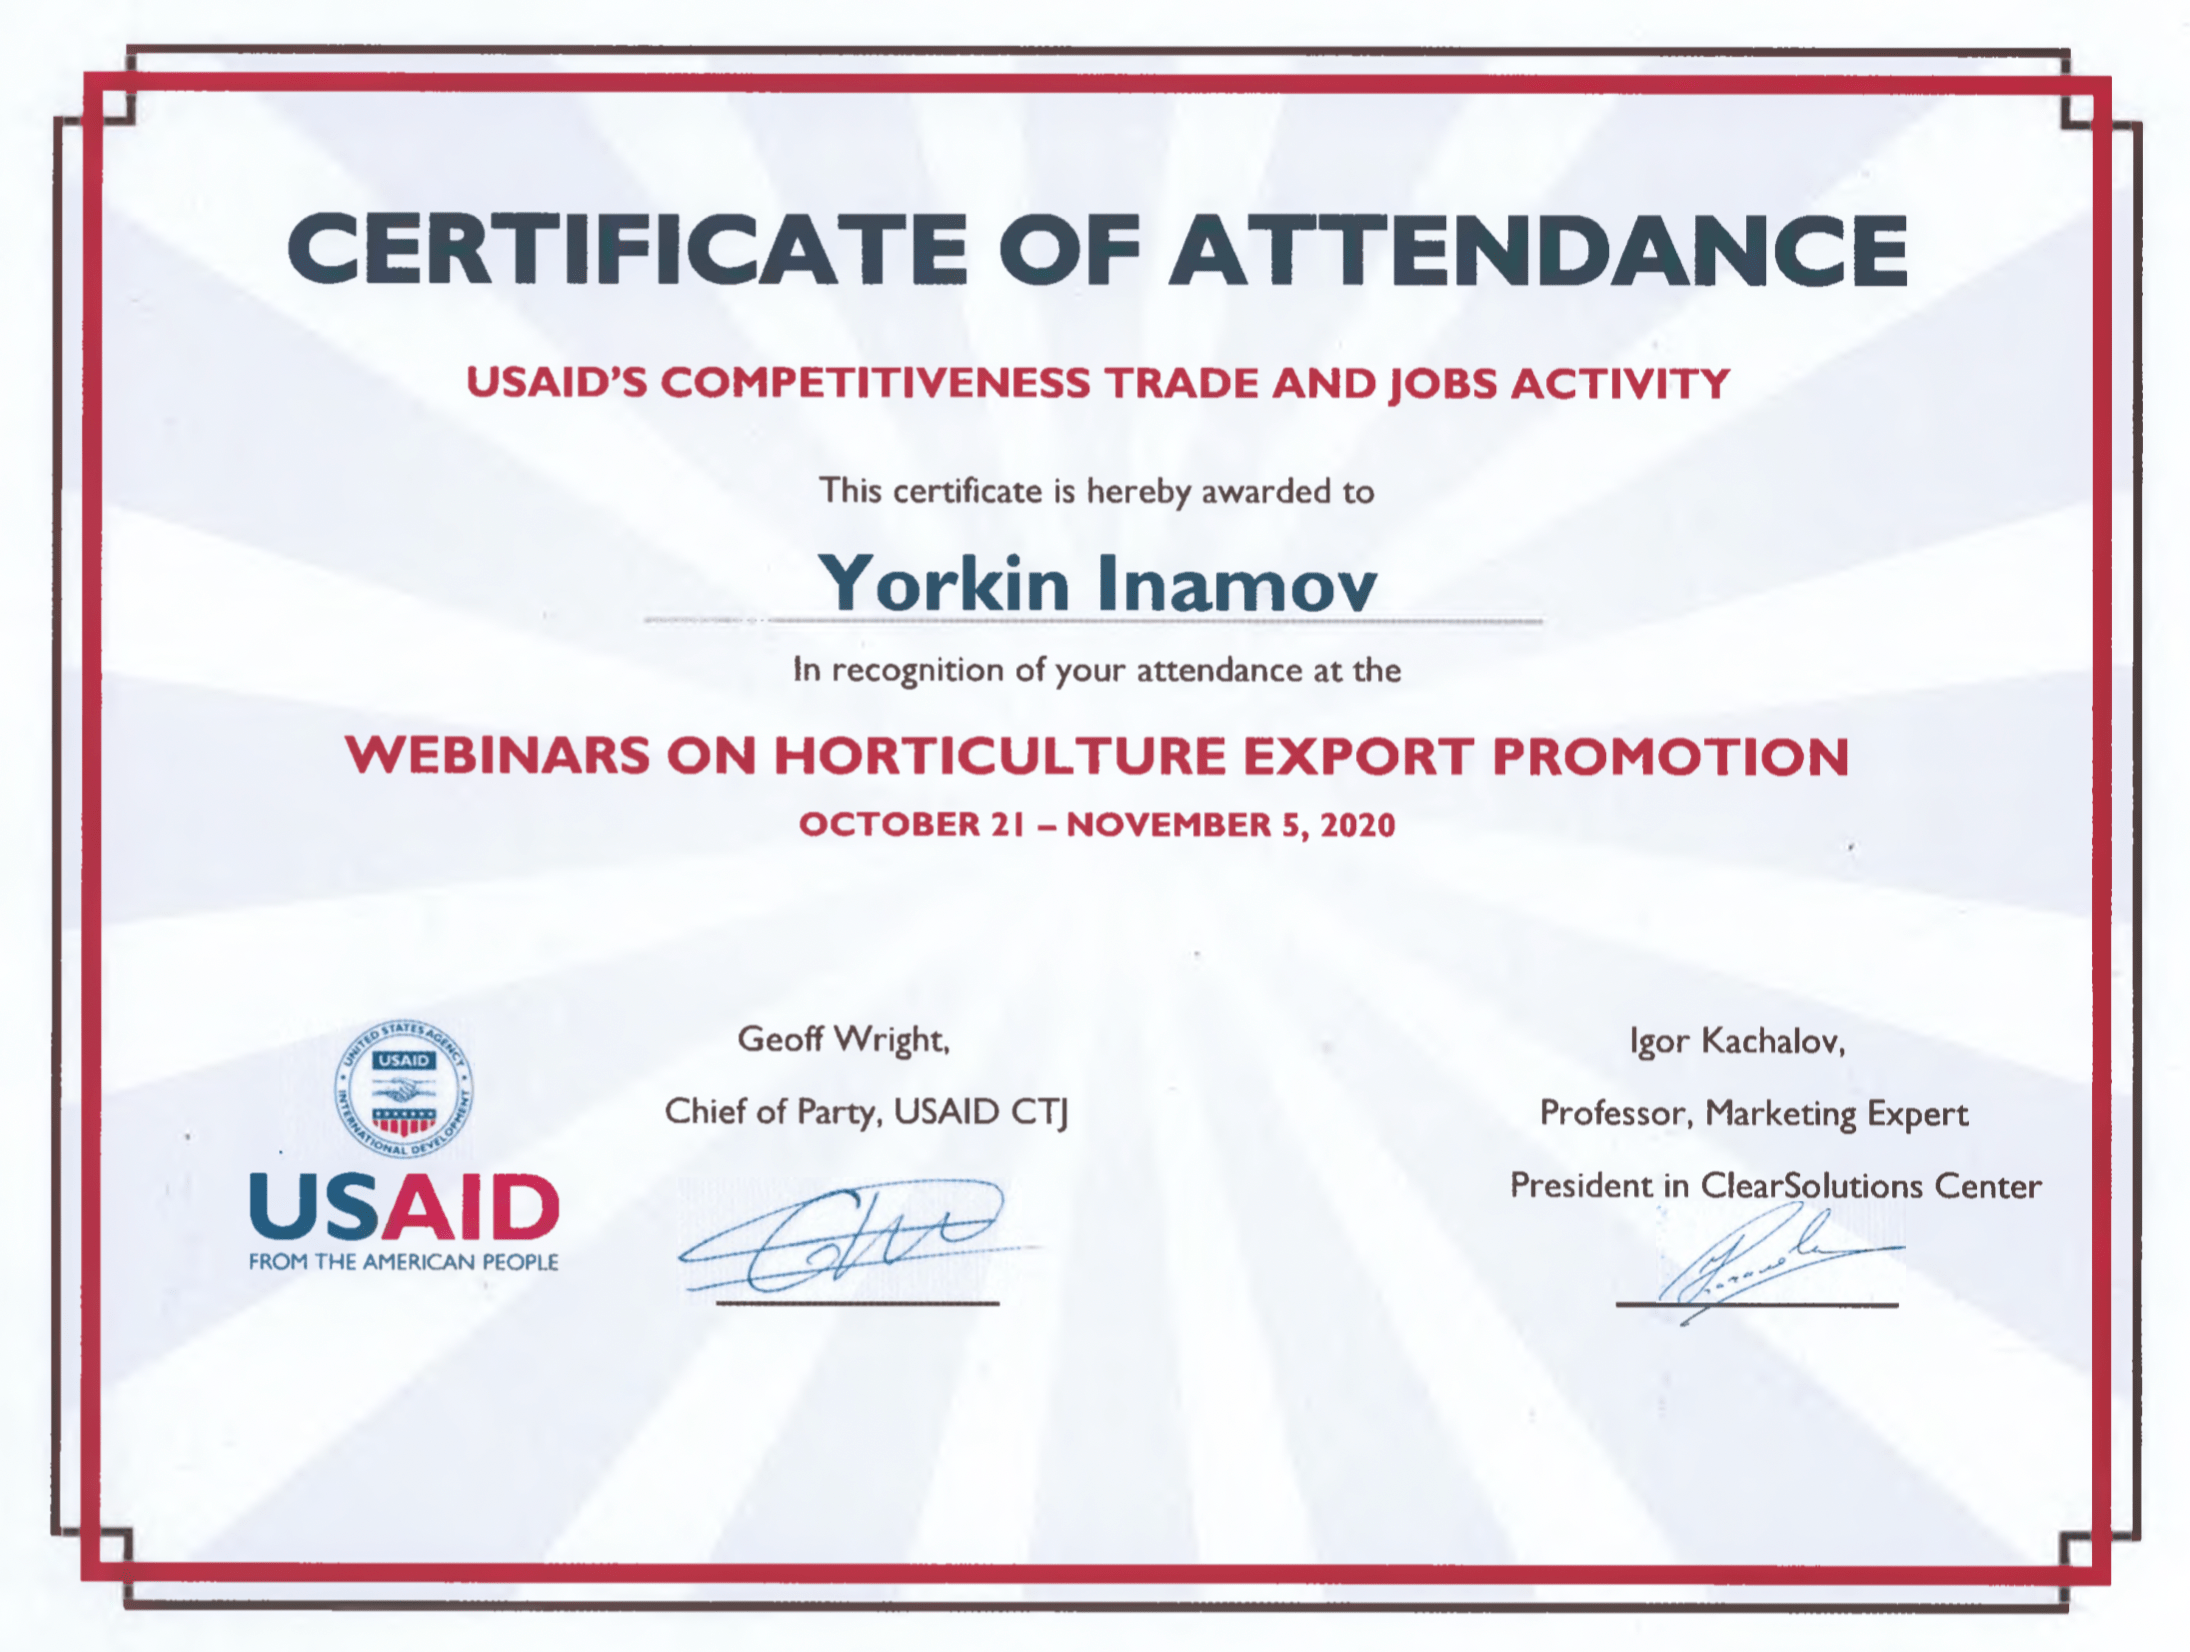 CERTIFICATE OF ATTENDANCE
USAID'S COMPETITIVENESS TRADE AND JOBS ACTIVITY
This certificate is hereby awarded to
Yorkin Inamov
In recognition of your attendance at the
WEBINARS ON HORTICULTURE EXPORT PROMOTION
OCTOBER 21 – NOVEMBER 5, 2020
UNITED STATES AGENCY
USAID
INTERNATIONAL DEVELOPMENT
USAID
FROM THE AMERICAN PEOPLE
Geoff Wright,
Chief of Party, USAID CTJ
Igor Kachalov,
Professor, Marketing Expert
President in ClearSolutions Center